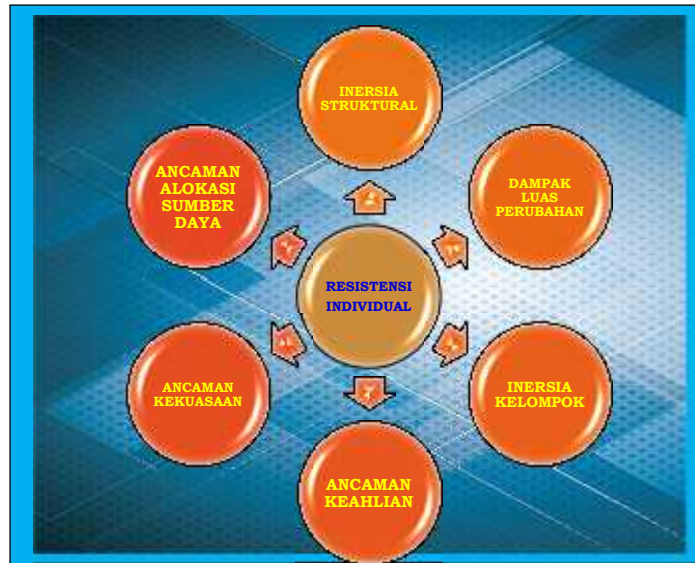 INERSIA
STRUKTURAL
ANCAMAN
ALOKASI
SUMBER
DAYA
DAMPAK
LUAS
PERUBAHAN
RESISTENSI
INDIVIDUAL
ANCAMAN
KEKUASAAN
INERSIA
KELOMPOK
ANCAMAN
KEAHLIAN